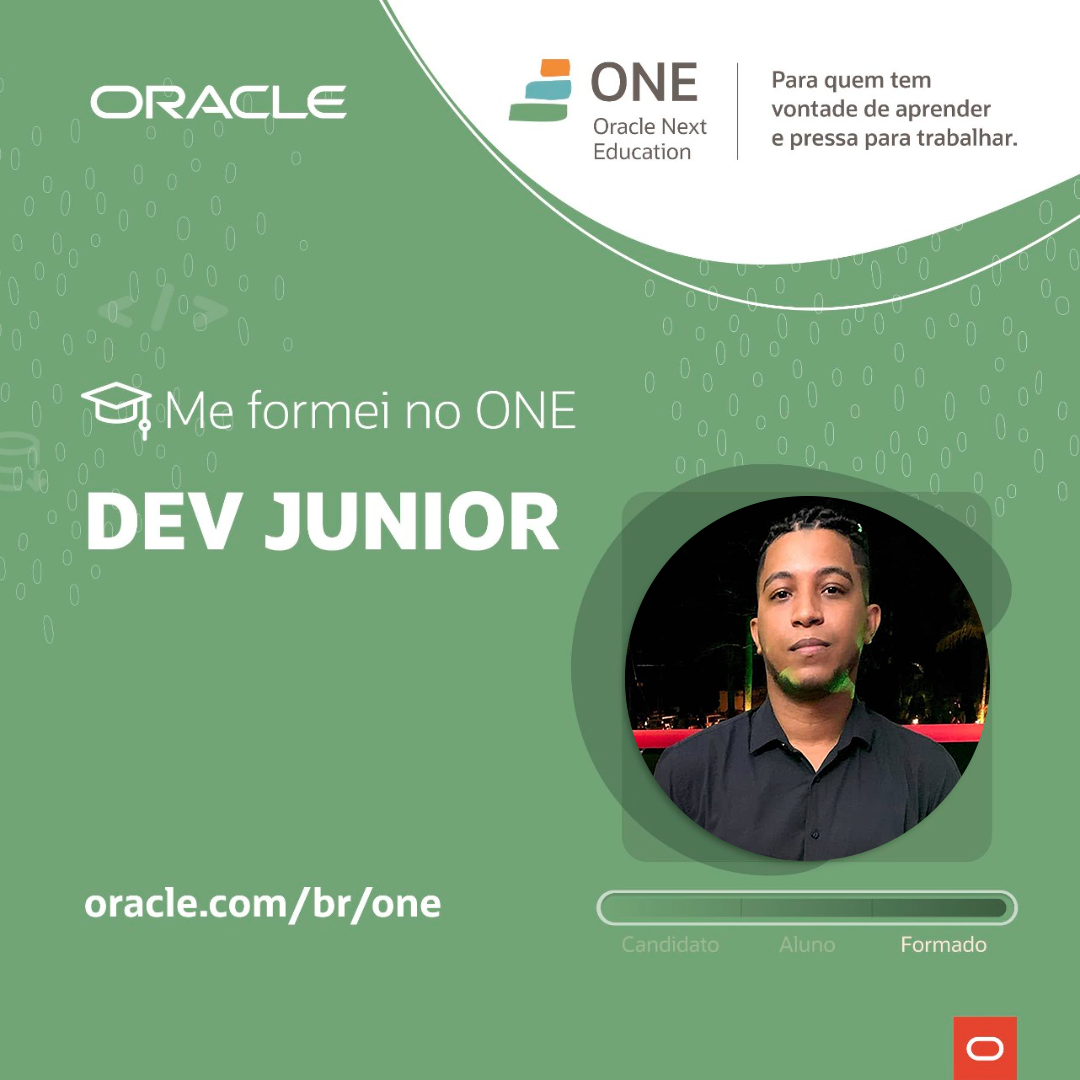 ORACLE
ONE
Oracle Next
Education
Para quem tem
vontade de aprender
e pressa para trabalhar.
</>
Me formei no ONE
DEV JUNIOR
oracle.com/br/one
Candidato
Aluno
Formado